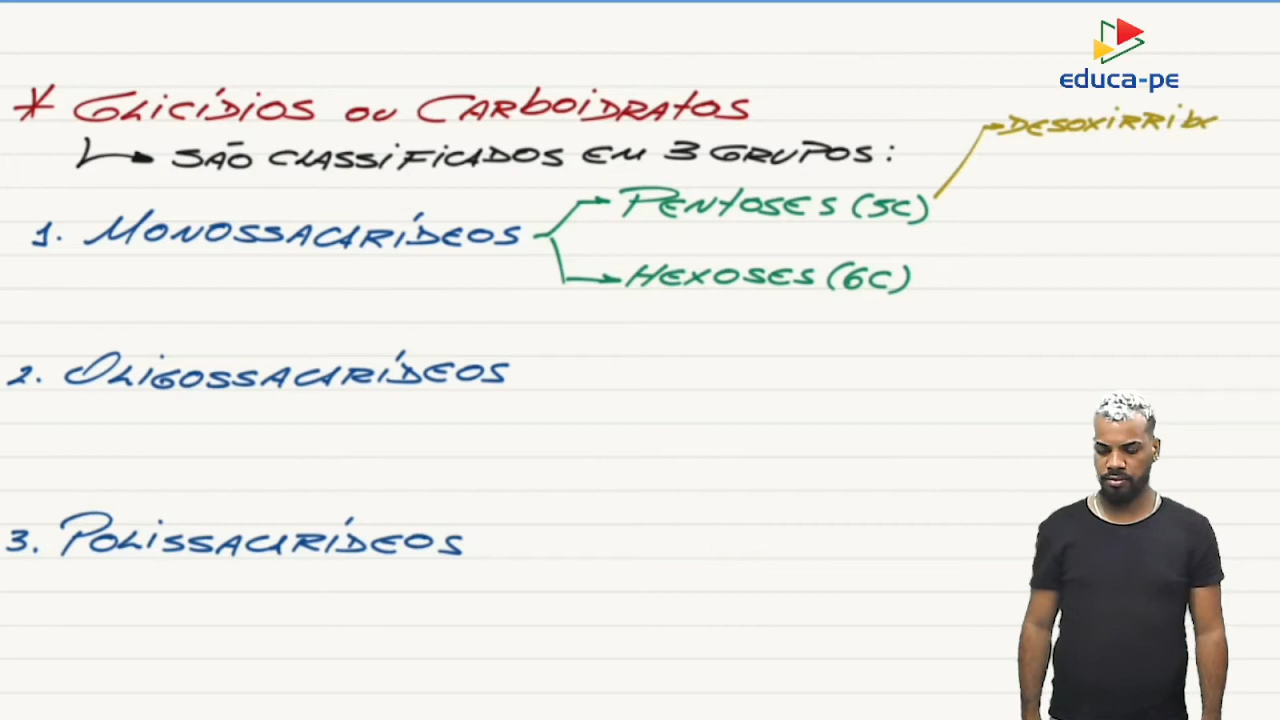 educa-pe
* GLICÍDIOS OU CARBOIDRATOS
DESOXIRRIB
SÃO CLASSIFICADOS EM 3 GRUPOS:
PENTOSES (5C)
1. MONOSSACARÍDEOS
HEXOSES (6C)
2. OLIGOSSACARÍDEOS
3. POLISSACARÍDEOS